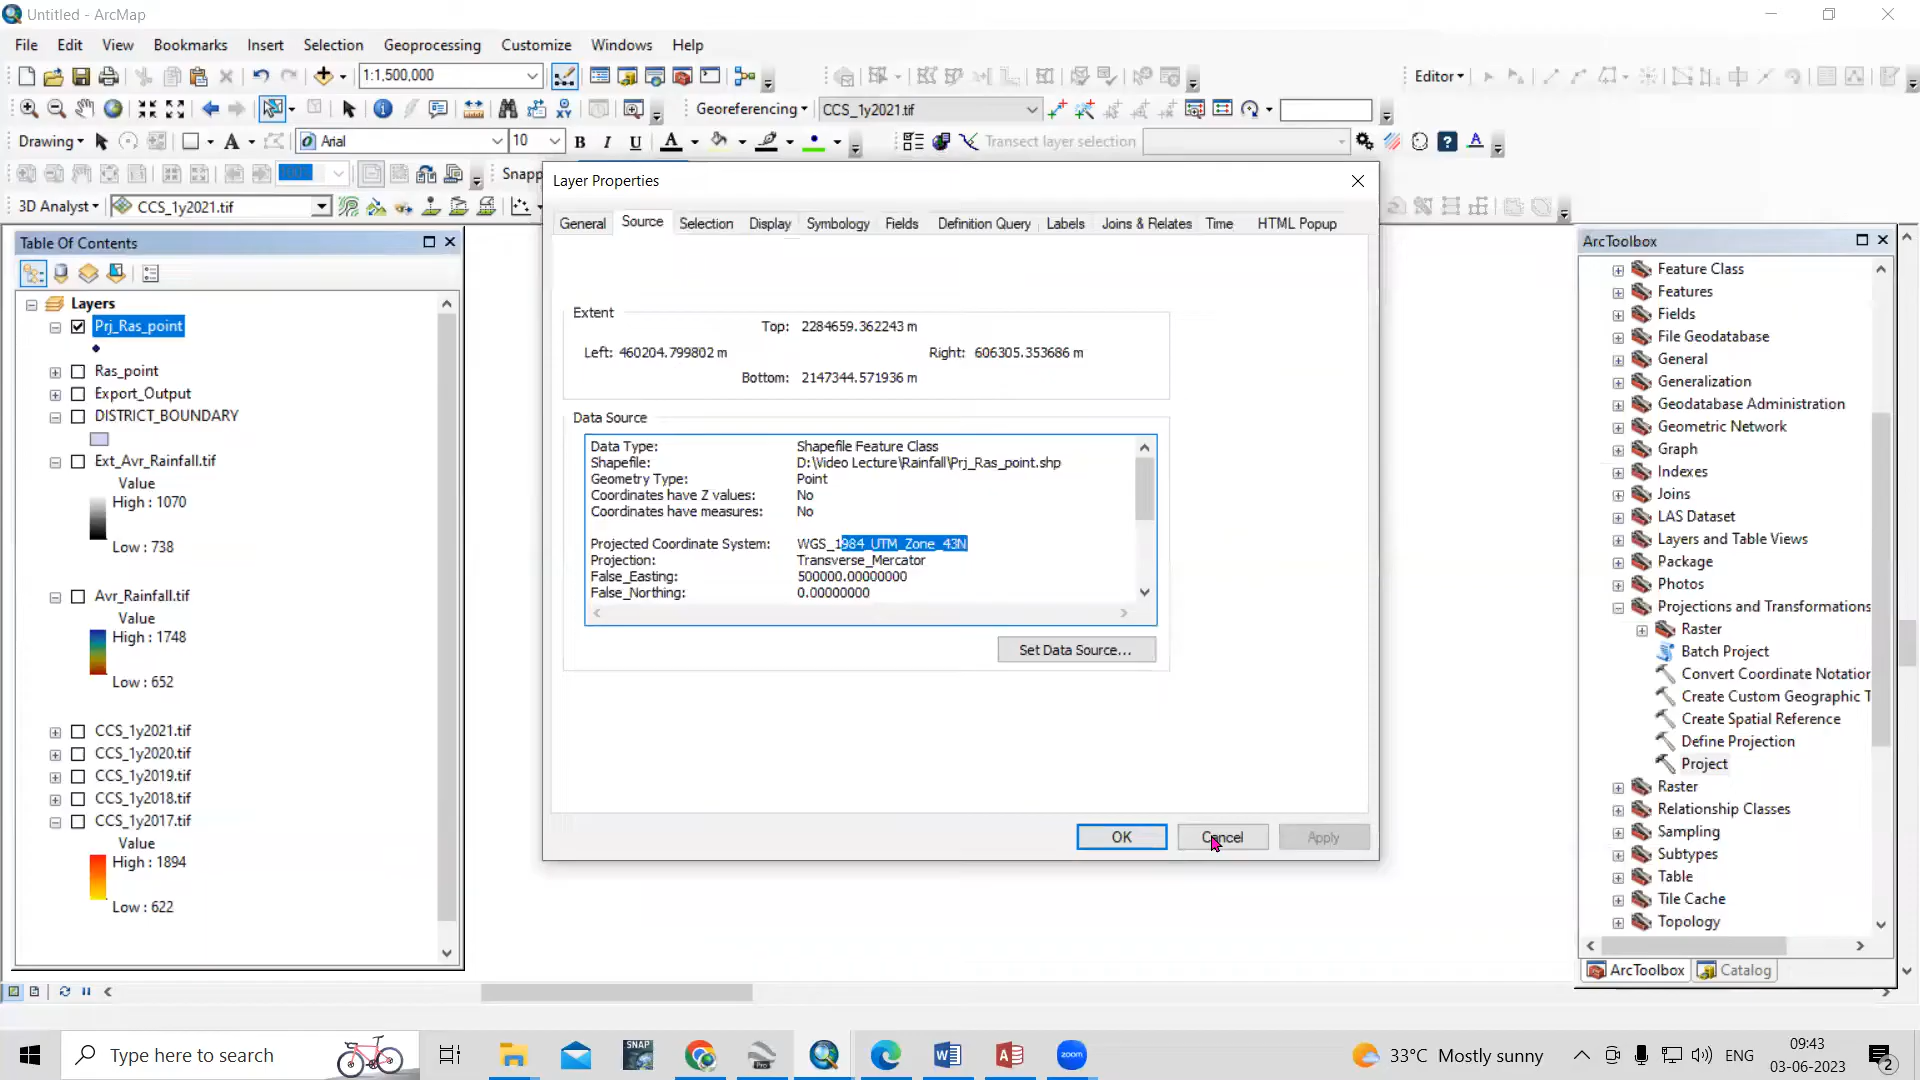 Untitled - ArcMap
File Edit View Bookmarks Insert Selection Geoprocessing Customize Windows Help
1:1,500,000
Editor
Georeferencing CCS_1y2021.tif
Drawing A Arial 10 B I U A
Transect layer selection
100%
Snapp
3D Analyst CCS_1y2021.tif
Table Of Contents
Layers
Prj_Ras_point
Ras_point
Export_Output
DISTRICT_BOUNDARY
Ext_Avr_Rainfall.tif
Value
High : 1070
Low : 738
Avr_Rainfall.tif
Value
High : 1748
Low : 652
CCS_1y2021.tif
CCS_1y2020.tif
CCS_1y2019.tif
CCS_1y2018.tif
CCS_1y2017.tif
Value
High : 1894
Low : 622
Layer Properties
General Source Selection Display Symbology Fields Definition Query Labels Joins & Relates Time HTML Popup
Extent
Top: 2284659.362243 m
Left: 460204.799802 m Right: 606305.353686 m
Bottom: 2147344.571936 m
Data Source
Data Type: Shapefile Feature Class
Shapefile: D:\Video Lecture\Rainfall\Prj_Ras_point.shp
Geometry Type: Point
Coordinates have Z values: No
Coordinates have measures: No
Projected Coordinate System: WGS_1984_UTM_Zone_43N
Projection: Transverse_Mercator
False_Easting: 500000.00000000
False_Northing: 0.00000000
Set Data Source...
OK Cancel Apply
ArcToolbox
Feature Class
Features
Fields
File Geodatabase
General
Generalization
Geodatabase Administration
Geometric Network
Graph
Indexes
Joins
LAS Dataset
Layers and Table Views
Package
Photos
Projections and Transformations
Raster
Batch Project
Convert Coordinate Notation
Create Custom Geographic T
Create Spatial Reference
Define Projection
Project
Raster
Relationship Classes
Sampling
Subtypes
Table
Tile Cache
Topology
ArcToolbox Catalog
Type here to search
SNAP
Pro
zoom
33°C Mostly sunny
ENG
09:43
03-06-2023
2